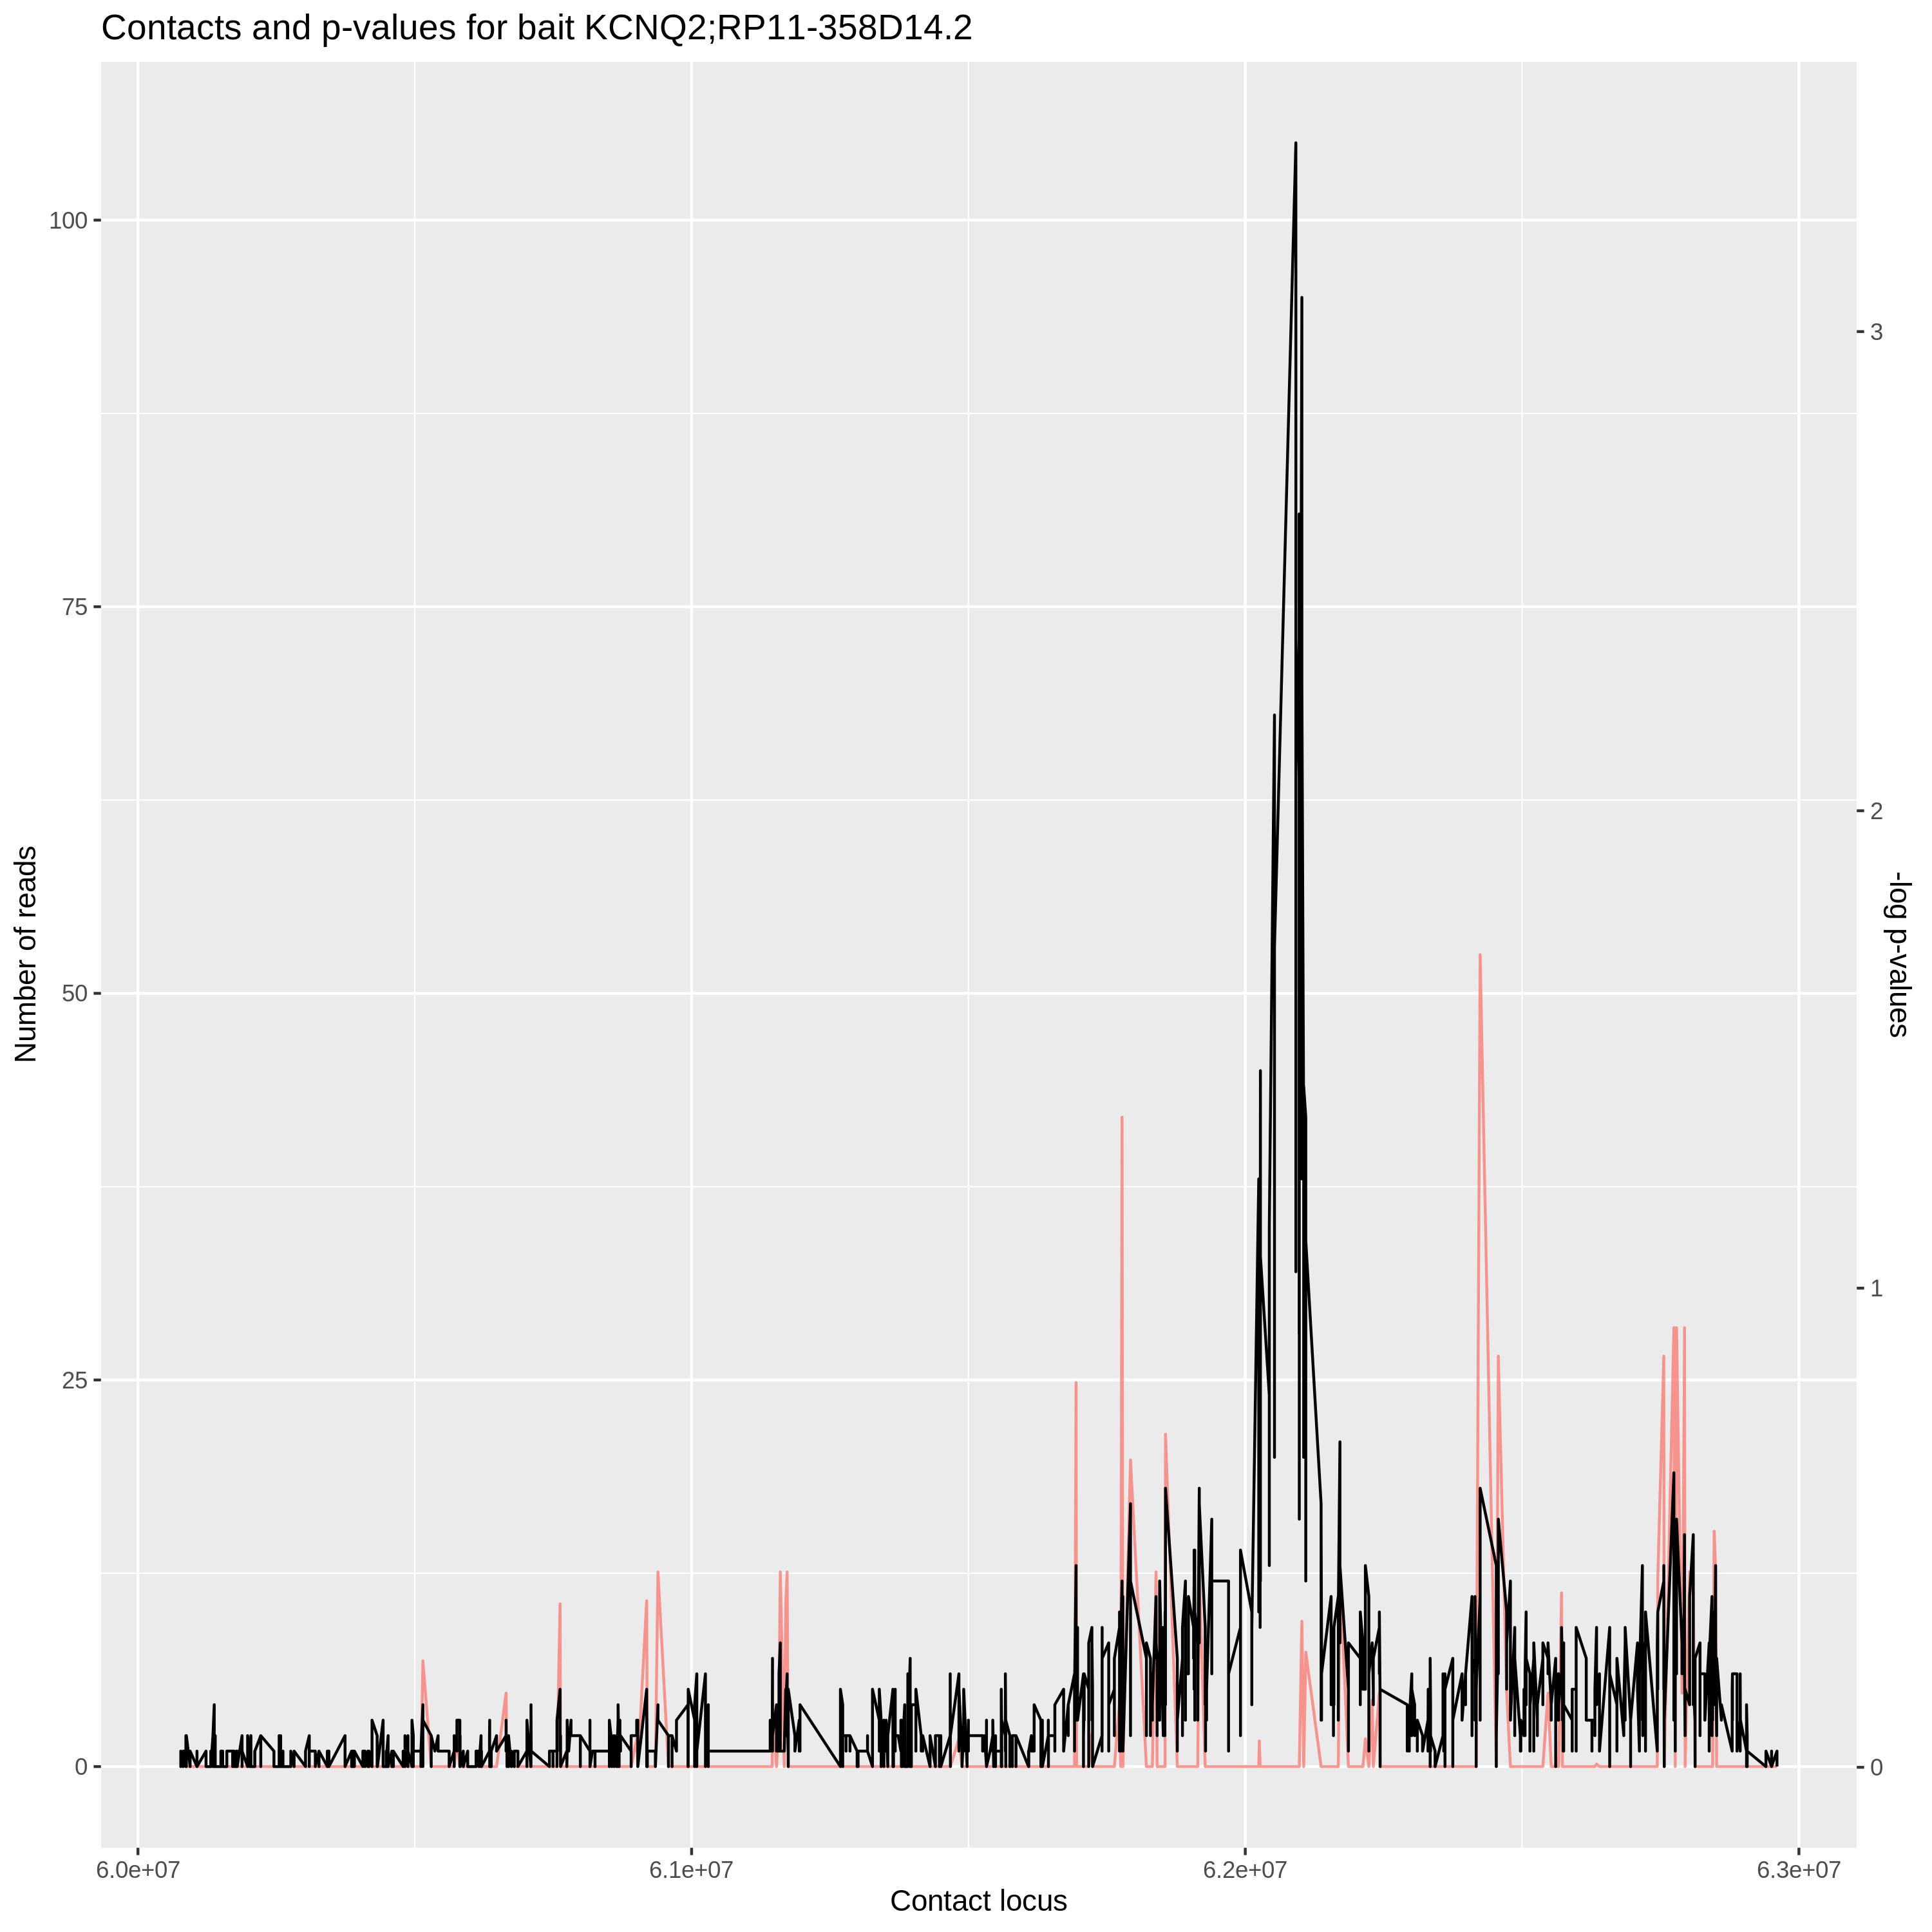 Contacts and p-values for bait KCNQ2;RP11-358D14.2
100
75
50
25
0
Number of reads
3
2
1
0
-log p-values
6.0e+07
6.1e+07
6.2e+07
6.3e+07
Contact locus